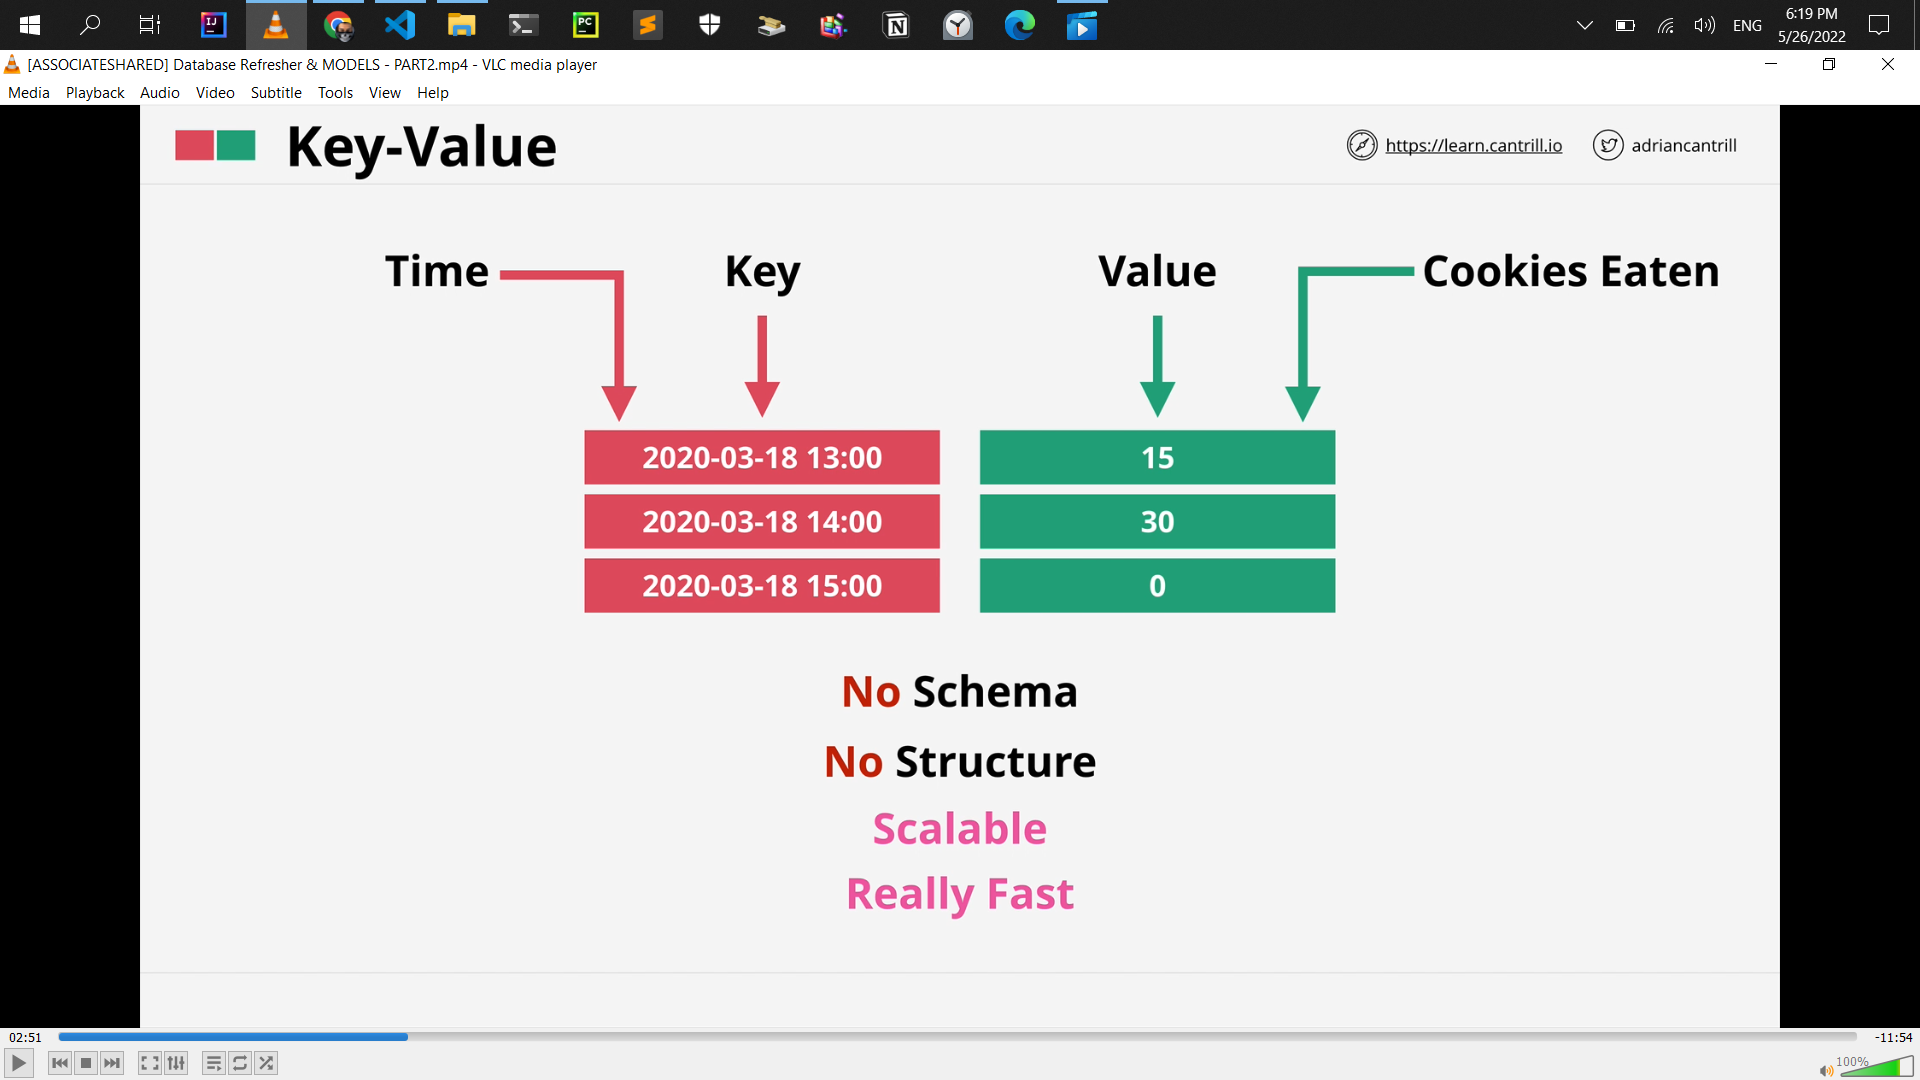 6:19 PM
ENG
5/26/2022
[ASSOCIATESHARED] Database Refresher & MODELS - PART2.mp4 - VLC media player
Media Playback Audio Video Subtitle Tools View Help
Key-Value
https://learn.cantrill.io
adriancantrill
Time
Key
Value
Cookies Eaten
2020-03-18 13:00 15
2020-03-18 14:00 30
2020-03-18 15:00 0
No Schema
No Structure
Scalable
Really Fast
02:51
-11:54
100%